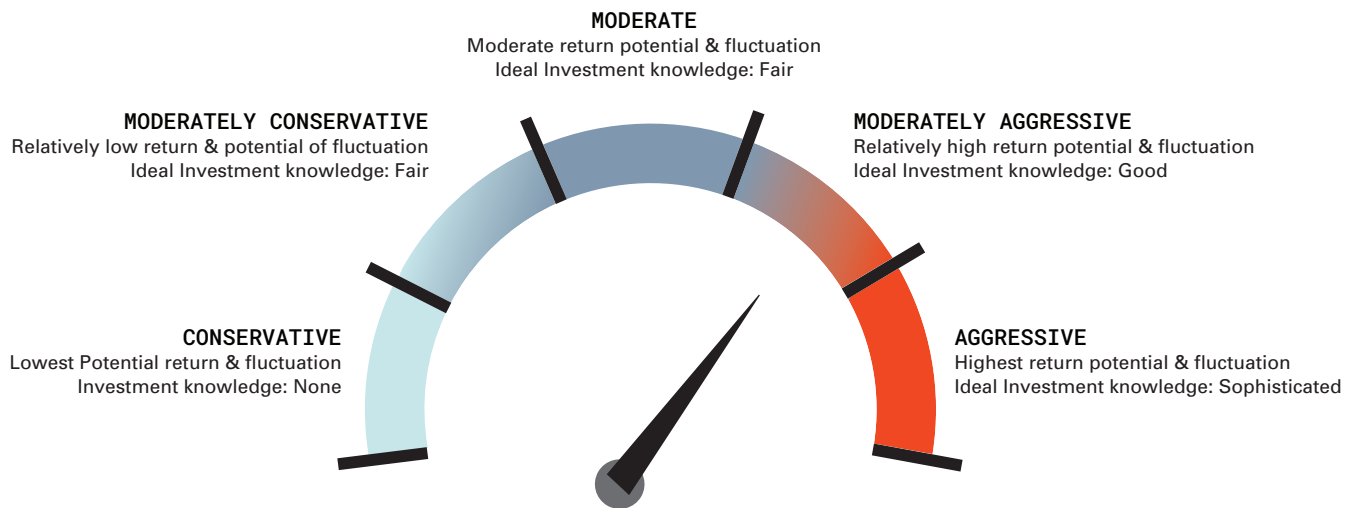 MODERATE
Moderate return potential & fluctuation
Ideal Investment knowledge: Fair
MODERATELY CONSERVATIVE
Relatively low return & potential of fluctuation
Ideal Investment knowledge: Fair
MODERATELY AGGRESSIVE
Relatively high return potential & fluctuation
Ideal Investment knowledge: Good
CONSERVATIVE
Lowest Potential return & fluctuation
Investment knowledge: None
AGGRESSIVE
Highest return potential & fluctuation
Ideal Investment knowledge: Sophisticated